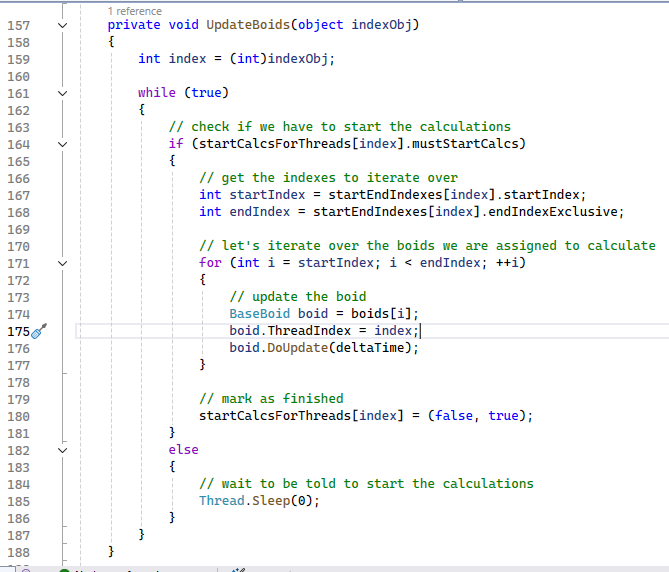 1 reference
157 private void UpdateBoids(object indexObj)
158 {
159 int index = (int)indexObj;
160
161 while (true)
162 {
163 // check if we have to start the calculations
164 if (startCalcsForThreads[index].mustStartCalcs)
165 {
166 // get the indexes to iterate over
167 int startIndex = startEndIndexes[index].startIndex;
168 int endIndex = startEndIndexes[index].endIndexExclusive;
169
170 // let's iterate over the boids we are assigned to calculate
171 for (int i = startIndex; i < endIndex; ++i)
172 {
173 // update the boid
174 BaseBoid boid = boids[i];
175 boid.ThreadIndex = index;
176 boid.DoUpdate(deltaTime);
177 }
178
179 // mark as finished
180 startCalcsForThreads[index] = (false, true);
181 }
182 else
183 {
184 // wait to be told to start the calculations
185 Thread.Sleep(0);
186 }
187 }
188 }